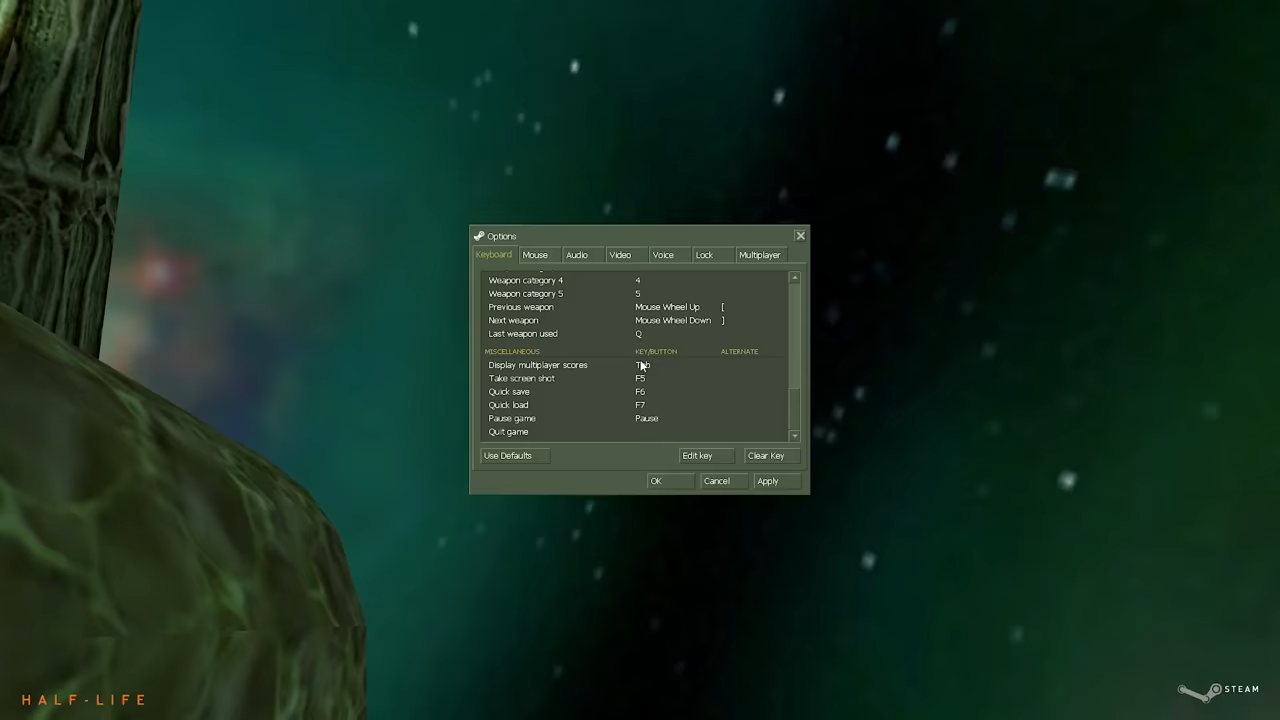 Options
Keyboard Mouse Audio Video Voice Lock Multiplayer
Weapon category 4 4
Weapon category 5 5
Previous weapon Mouse Wheel Up [
Next weapon Mouse Wheel Down ]
Last weapon used Q
MISCELLANEOUS KEY/BUTTON ALTERNATE
Display multiplayer scores Tab
Take screen shot F5
Quick save F6
Quick load F7
Pause game Pause
Quit game
Use Defaults Edit key Clear Key
OK Cancel Apply
HALF-LIFE
STEAM